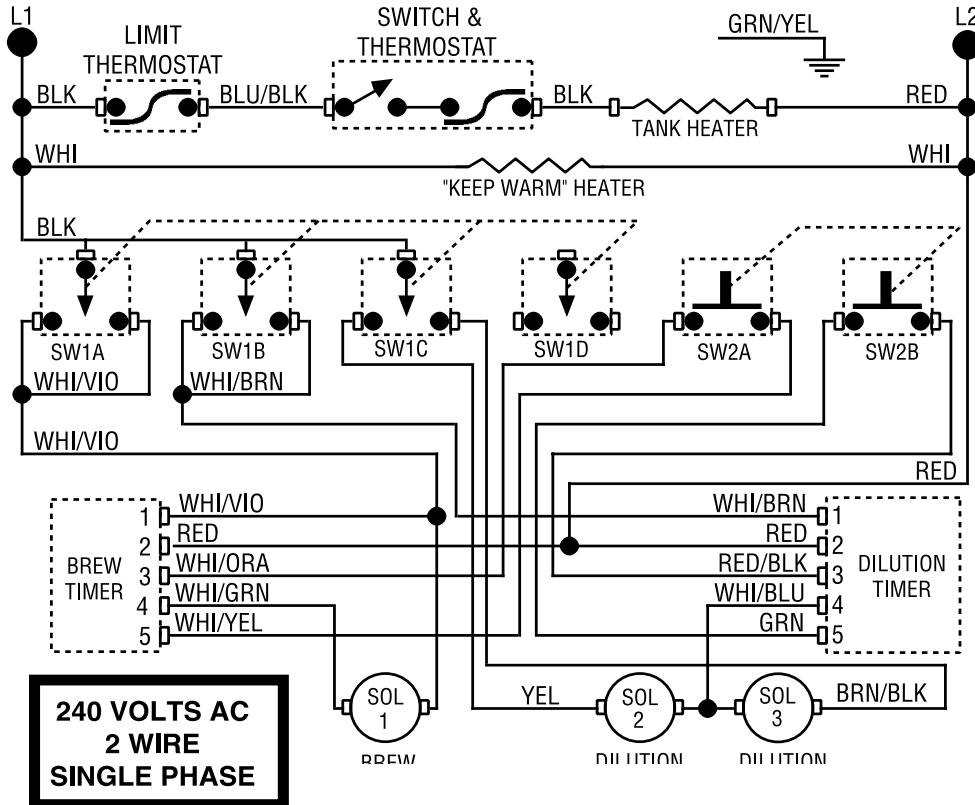 L1
L2
LIMIT
THERMOSTAT
SWITCH &
THERMOSTAT
GRN/YEL
BLK
BLU/BLK
BLK
RED
TANK HEATER
WHI
WHI
"KEEP WARM" HEATER
BLK
SW1A
SW1B
SW1C
SW1D
SW2A
SW2B
WHI/VIO
WHI/BRN
WHI/VIO
RED
BREW
TIMER
1
WHI/VIO
2
RED
3
WHI/ORA
4
WHI/GRN
5
WHI/YEL
WHI/BRN
1
RED
2
RED/BLK
3
WHI/BLU
4
GRN
5
DILUTION
TIMER
SOL
1
BREW
YEL
SOL
2
DILUTION
SOL
3
DILUTION
BRN/BLK
240 VOLTS AC
2 WIRE
SINGLE PHASE